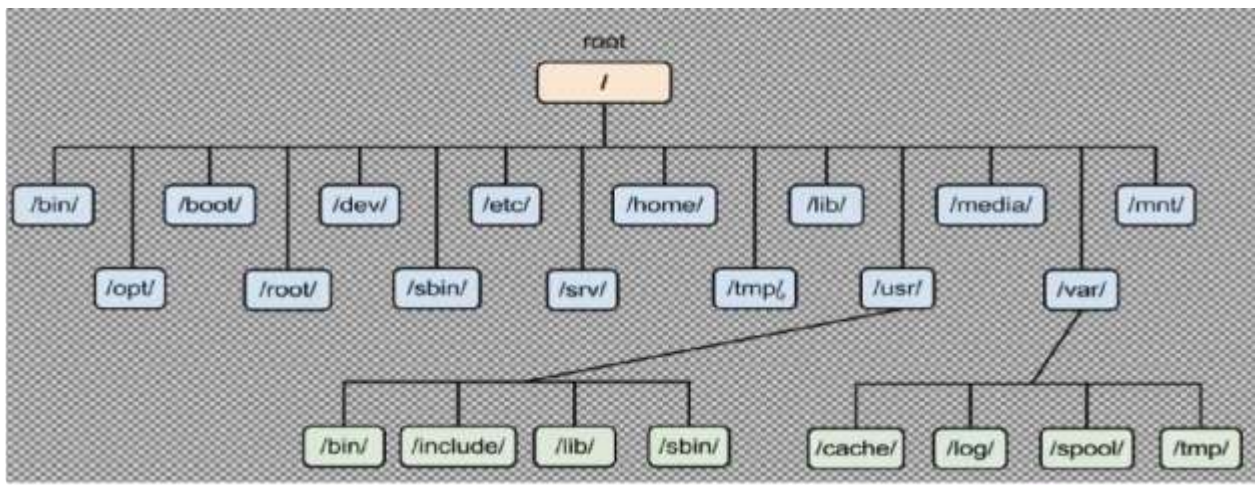 root
/
/bin/ /boot/ /dev/ /etc/ /home/ /lib/ /media/ /mnt/
/opt/ /root/ /sbin/ /srv/ /tmp/ /usr/ /var/
/bin/ /include/ /lib/ /sbin/ /cache/ /log/ /spool/ /tmp/